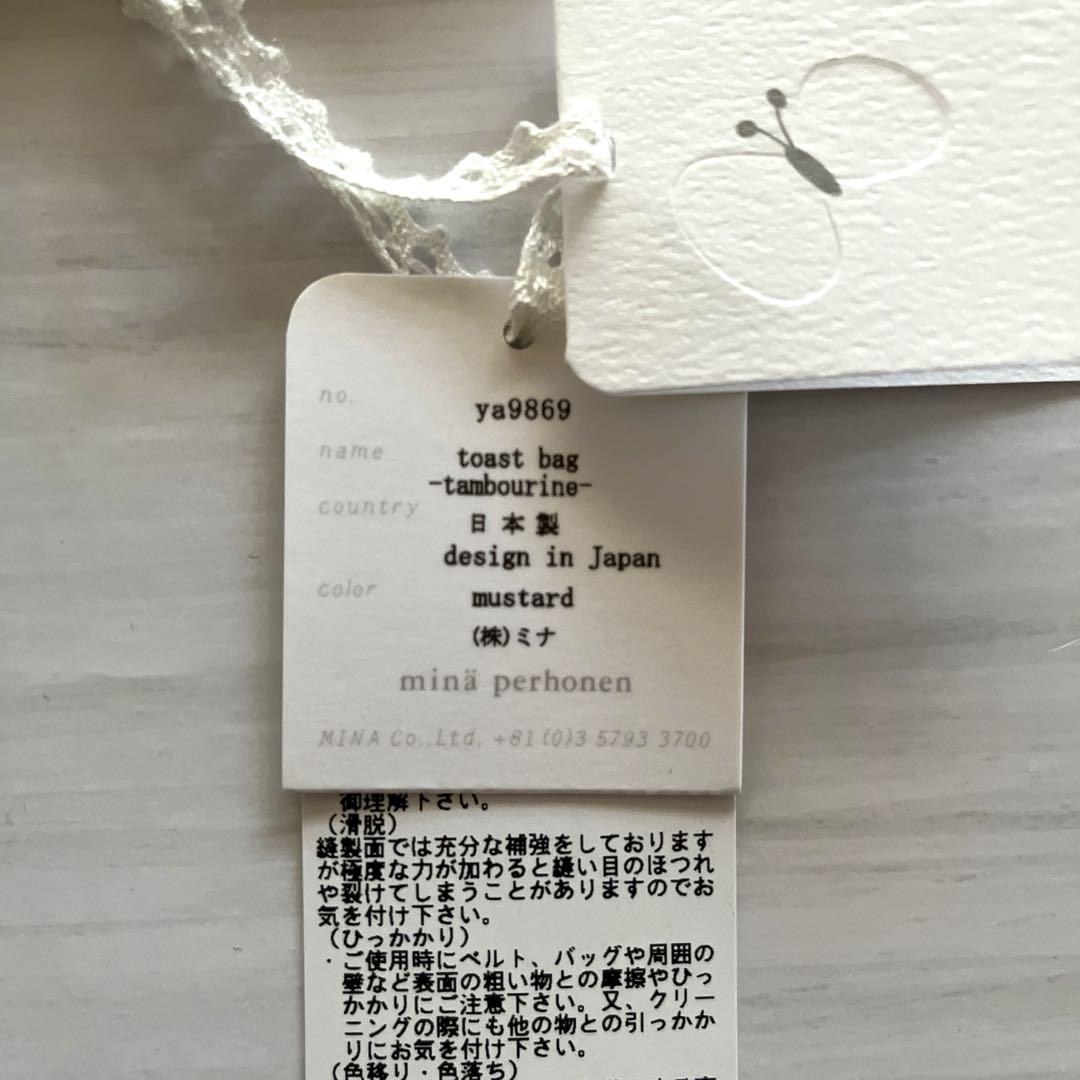 no. ya9869
name toast bag
-tambourine-
country 日本製
design in Japan
color mustard
(株)ミナ
minä perhonen
MINA Co.,Ltd. +81(0)3 5793 3700
御理解下さい。
(滑脱)
縫製面では充分な補強をしております
が極度な力が加わると縫い目のほつれ
や裂けてしまうことがありますのでお
気を付け下さい。
(ひっかかり)
・ご使用時にベルト、バッグや周囲の
壁など表面の粗い物との摩擦やひっ
かかりにご注意下さい。又、クリー
ニングの際にも他の物との引っかか
りにお気を付け下さい。
(色移り・色落ち)